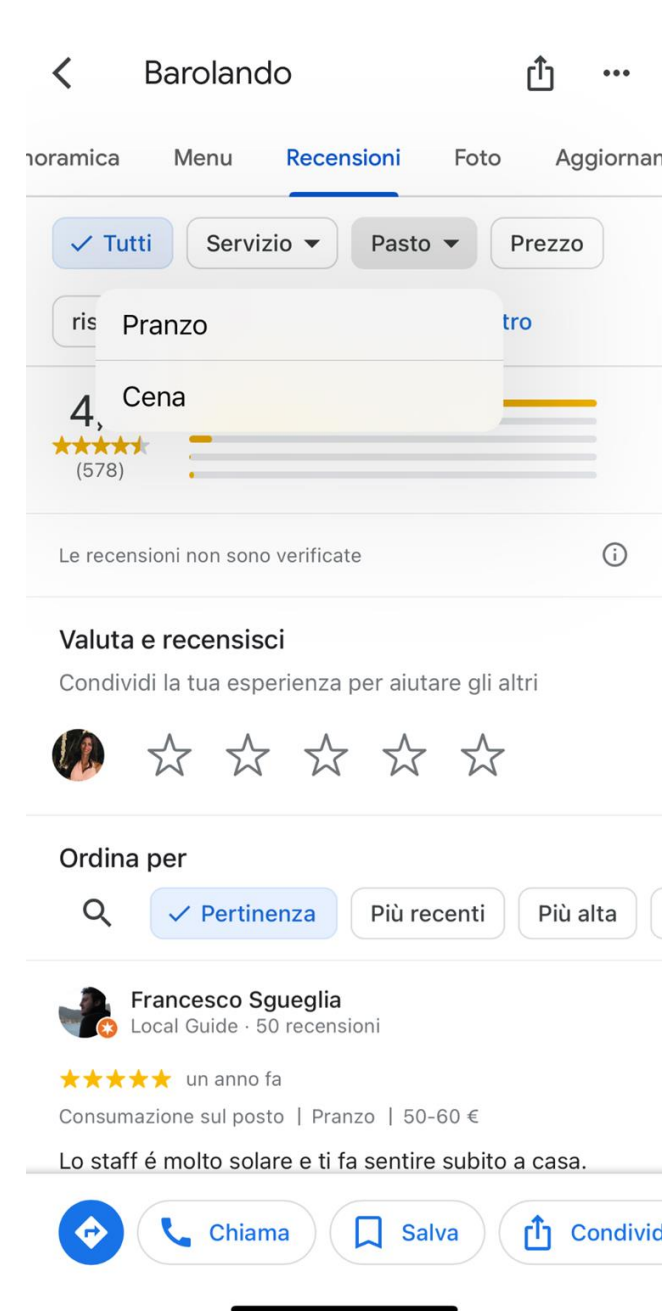 Barolando
noramica Menu Recensioni Foto Aggiornam
Tutti Servizio Pasto Prezzo
ris Pranzo tro
Cena
4,
(578)
Le recensioni non sono verificate
Valuta e recensisci
Condividi la tua esperienza per aiutare gli altri
Ordina per
Pertinenza Più recenti Più alta
Francesco Sgueglia
Local Guide · 50 recensioni
un anno fa
Consumazione sul posto | Pranzo | 50-60 €
Lo staff é molto solare e ti fa sentire subito a casa.
Chiama Salva Condivid